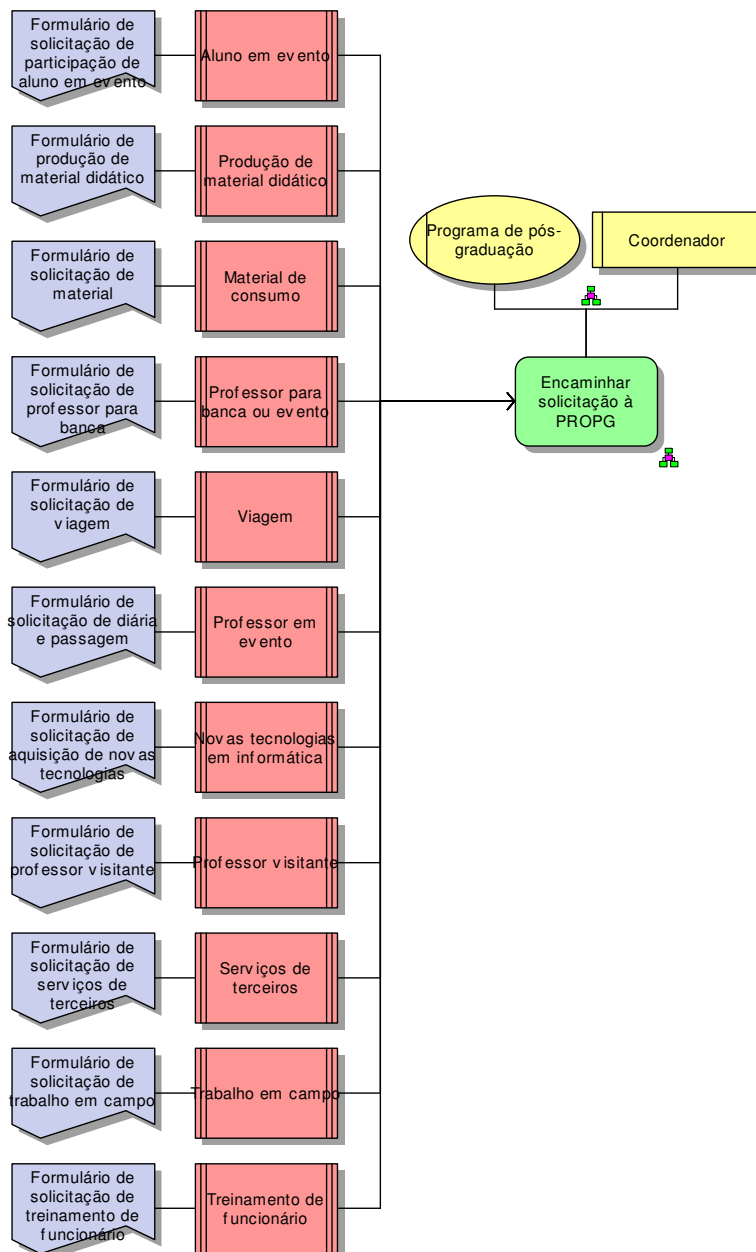 Formulário de
solicitação de
participação de
aluno em evento
Aluno em evento
Formulário de
produção de
material didático
Produção de
material didático
Programa de pós-
graduação
Coordenador
Formulário de
solicitação de
material
Material de
consumo
Formulário de
solicitação de
professor para
banca
Professor para
banca ou evento
Encaminhar
solicitação à
PROPG
Formulário de
solicitação de
viagem
Viagem
Formulário de
solicitação de diária
e passagem
Professor em
evento
Formulário de
solicitação de
aquisição de novas
tecnologias
Novas tecnologias
em informática
Formulário de
solicitação de
professor visitante
Professor visitante
Formulário de
solicitação de
serviços de
terceiros
Serviços de
terceiros
Formulário de
solicitação de
trabalho em campo
Trabalho em campo
Formulário de
solicitação de
treinamento de
funcionário
Treinamento de
funcionário